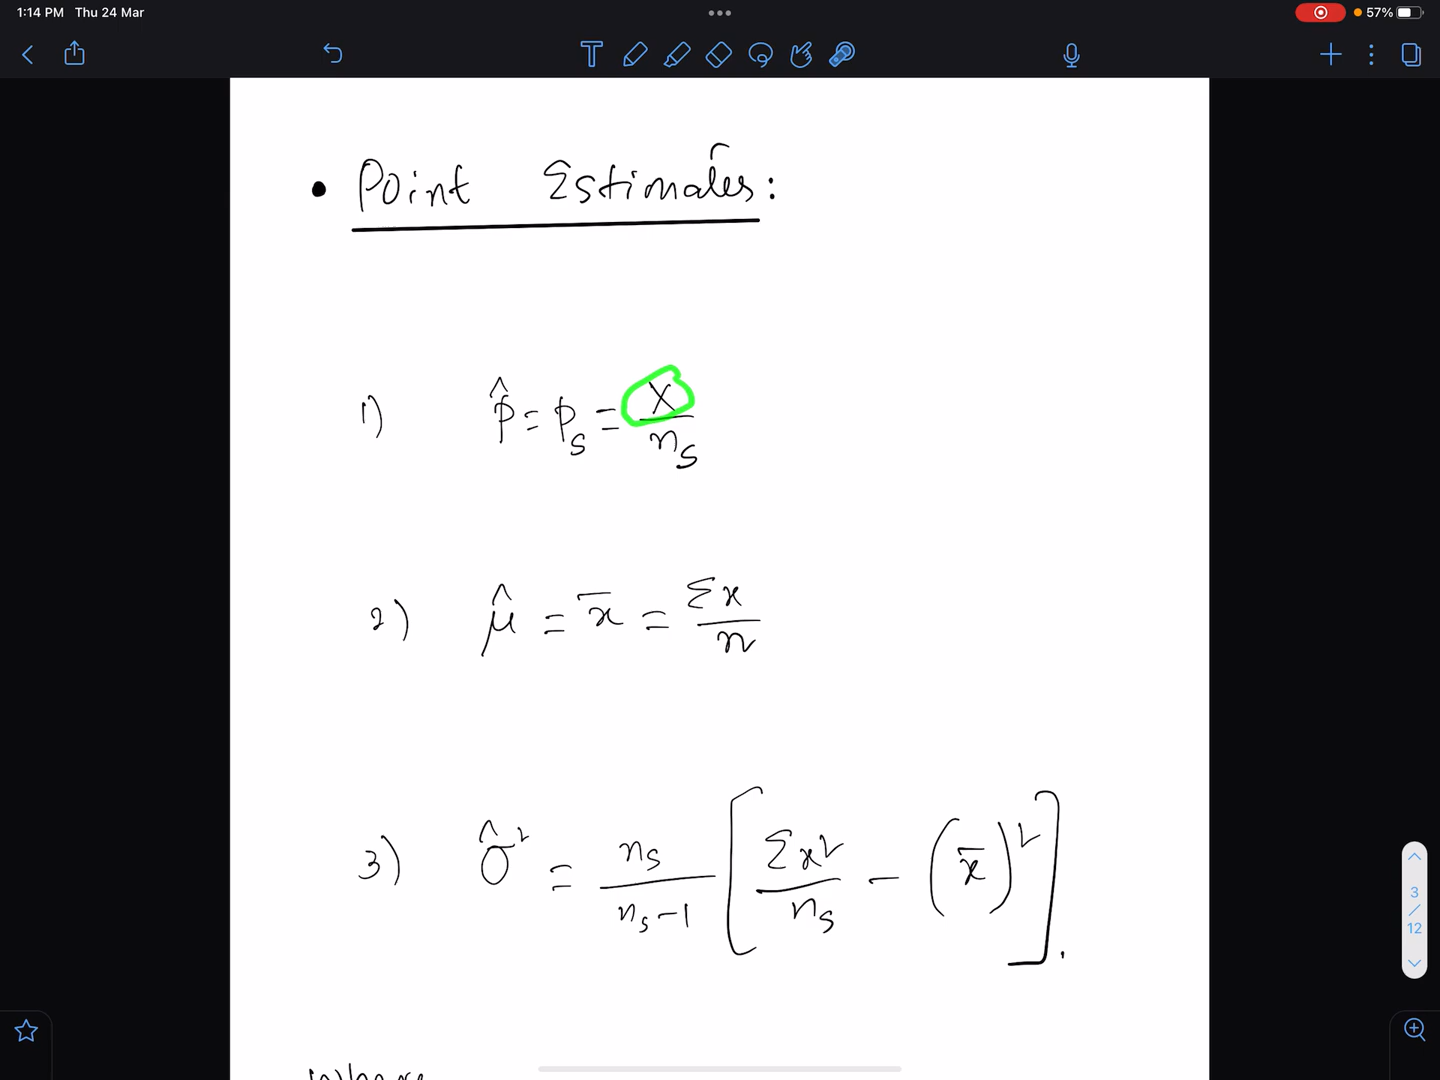 1:14 PM Thu 24 Mar
57%
• Point Estimates:
1) p̂ = pₛ = X / nₛ
2) μ̂ = x̄ = Σx / n
3) σ̂² = nₛ / (nₛ−1) [ Σx² / nₛ − (x̄)² ].
3
/
12
Where